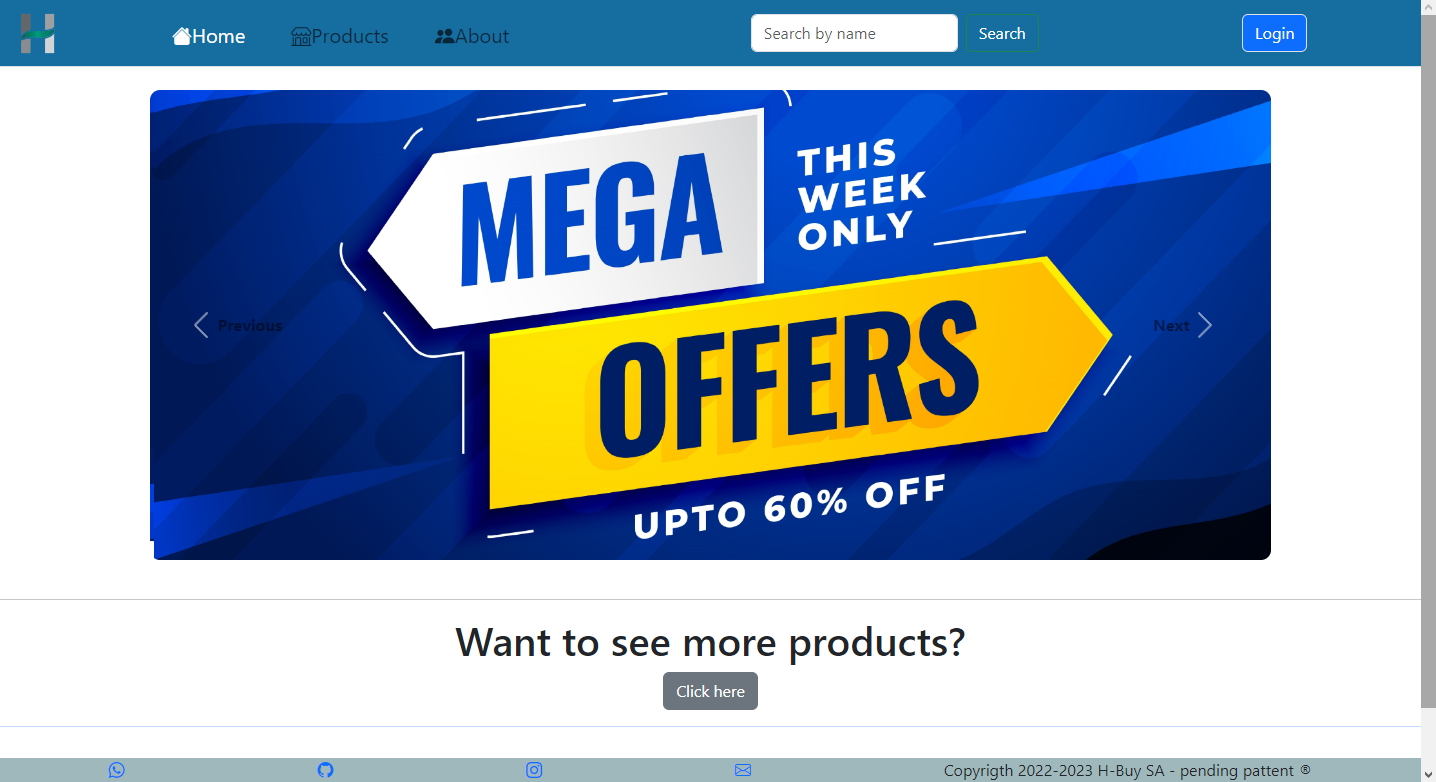 H
Home Products About Search by name Search Login
MEGA
THIS
WEEK
ONLY
Previous
Next
OFFERS
UPTO 60% OFF
Want to see more products?
Click here
Copyrigth 2022-2023 H-Buy SA - pending pattent ®